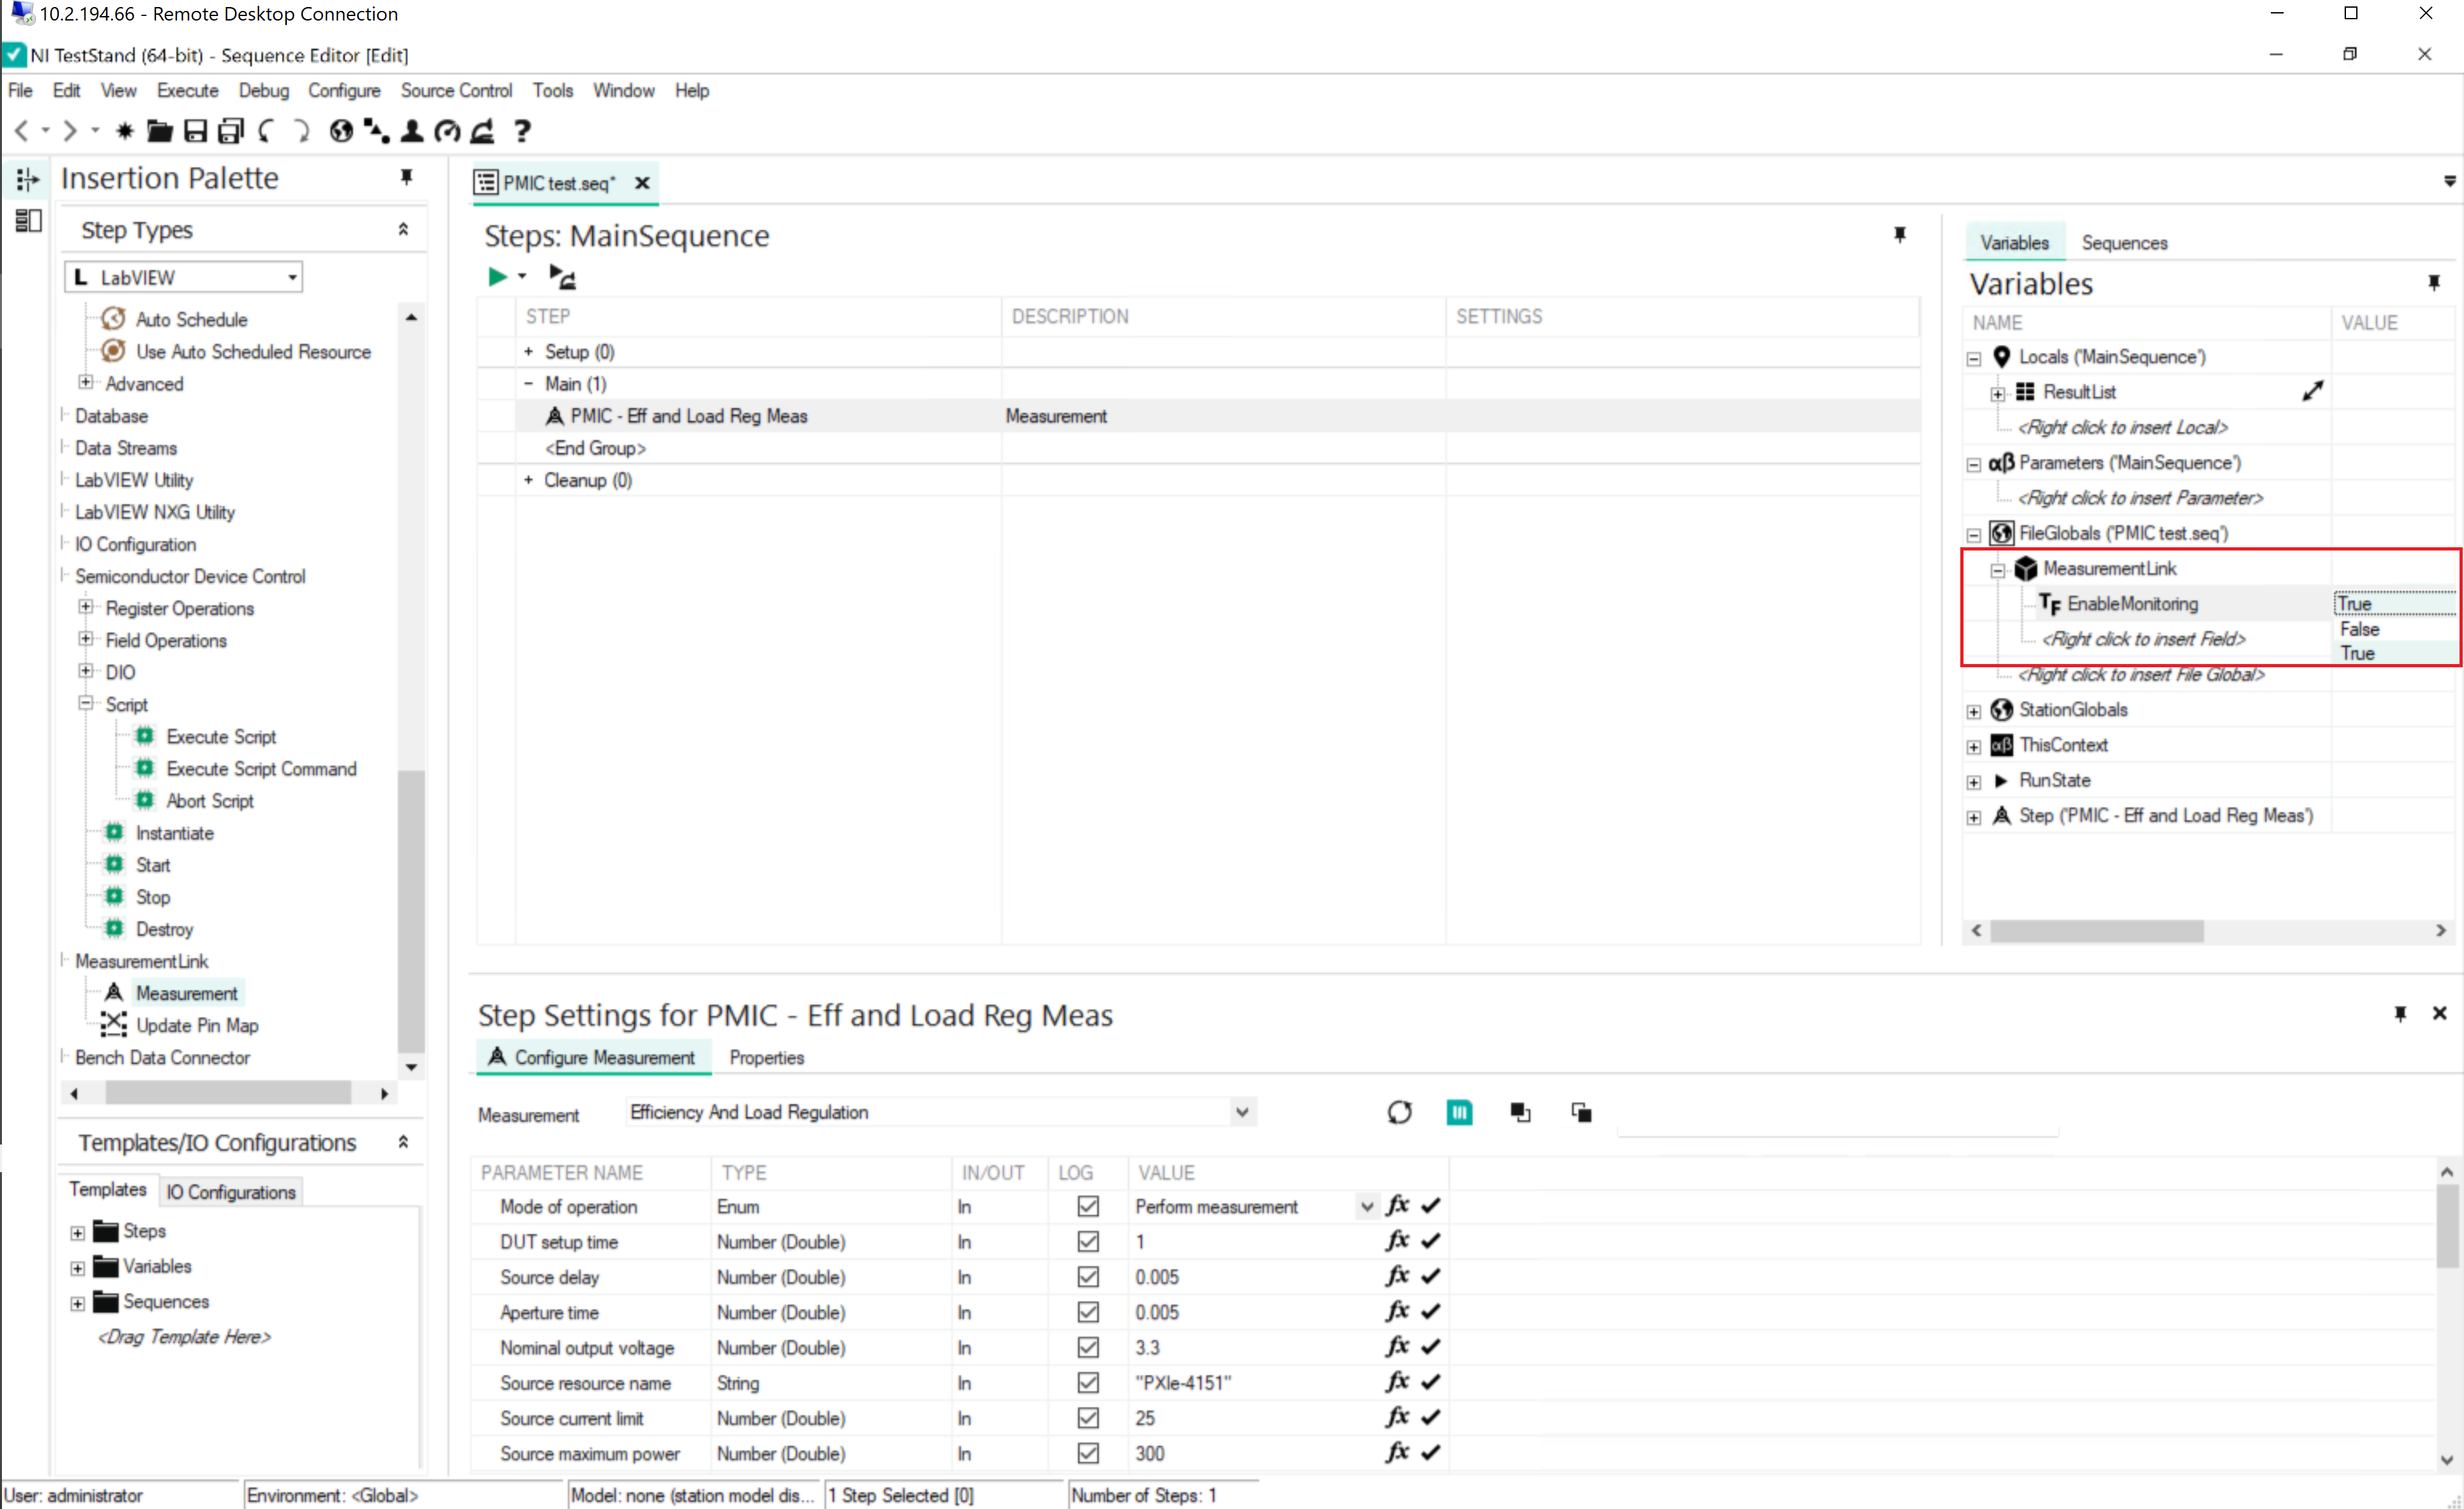 10.2.194.66 - Remote Desktop Connection
NI TestStand (64-bit) - Sequence Editor [Edit]
File Edit View Execute Debug Configure Source Control Tools Window Help
Insertion Palette
Step Types
L LabVIEW
Auto Schedule
Use Auto Scheduled Resource
Advanced
Database
Data Streams
LabVIEW Utility
LabVIEW NXG Utility
IO Configuration
Semiconductor Device Control
Register Operations
Field Operations
DIO
Script
Execute Script
Execute Script Command
Abort Script
Instantiate
Start
Stop
Destroy
MeasurementLink
Measurement
Update Pin Map
Bench Data Connector
Templates/IO Configurations
Templates IO Configurations
Steps
Variables
Sequences
<Drag Template Here>
PMIC test.seq*
Steps: MainSequence
STEP DESCRIPTION SETTINGS
+ Setup (0)
- Main (1)
PMIC - Eff and Load Reg Meas Measurement
<End Group>
+ Cleanup (0)
Variables Sequences
Variables
NAME VALUE
Locals ('MainSequence')
ResultList
<Right click to insert Local>
αβ Parameters ('MainSequence')
<Right click to insert Parameter>
FileGlobals ('PMIC test.seq')
MeasurementLink
TF EnableMonitoring True
False
<Right click to insert Field>
True
<Right click to insert File Global>
StationGlobals
αβ ThisContext
RunState
Step ('PMIC - Eff and Load Reg Meas')
Step Settings for PMIC - Eff and Load Reg Meas
Configure Measurement Properties
Measurement Efficiency And Load Regulation
PARAMETER NAME TYPE IN/OUT LOG VALUE
Mode of operation Enum In Perform measurement fx
DUT setup time Number (Double) In 1 fx
Source delay Number (Double) In 0.005 fx
Aperture time Number (Double) In 0.005 fx
Nominal output voltage Number (Double) In 3.3 fx
Source resource name String In "PXIe-4151" fx
Source current limit Number (Double) In 25 fx
Source maximum power Number (Double) In 300 fx
User: administrator Environment: <Global> Model: none (station model dis... 1 Step Selected [0] Number of Steps: 1